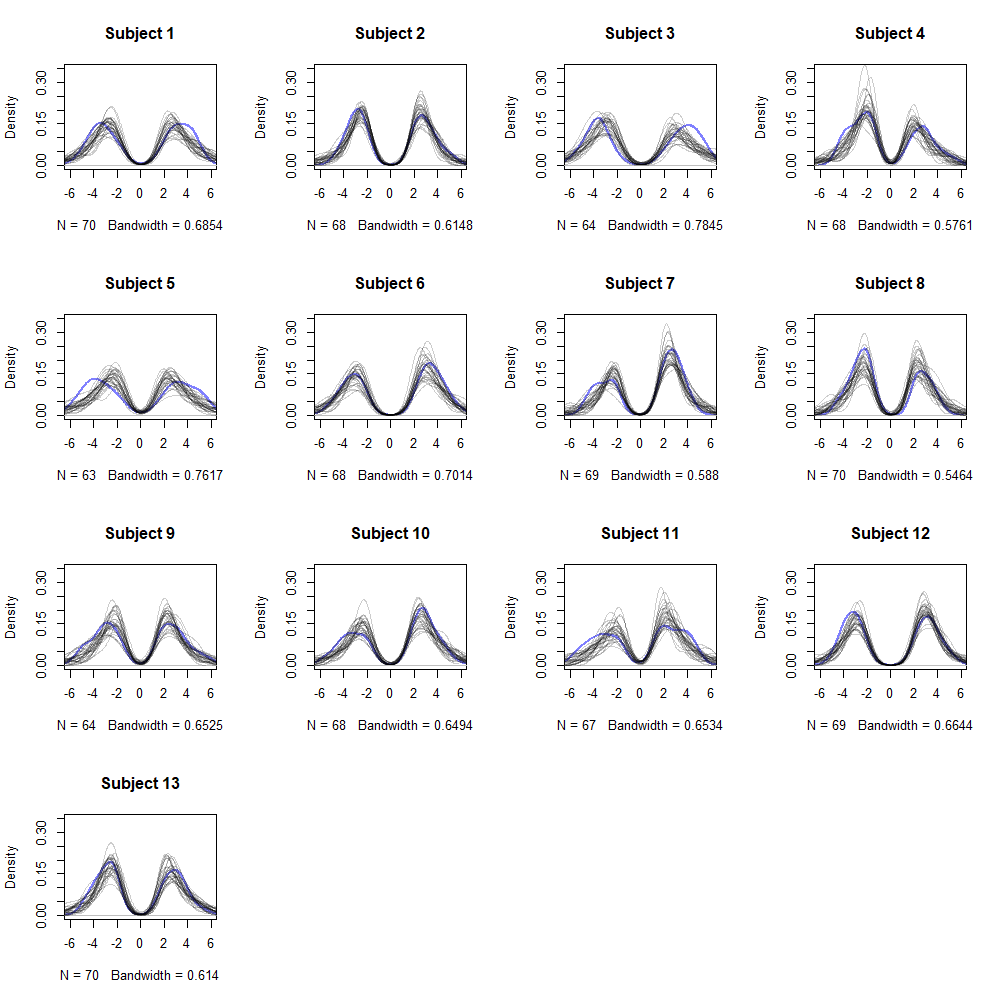 Subject 1 Subject 2 Subject 3 Subject 4
Density Density Density Density
0.00 0.15 0.30 0.00 0.15 0.30 0.00 0.15 0.30 0.00 0.15 0.30
-6 -4 -2 0 2 4 6 -6 -4 -2 0 2 4 6 -6 -4 -2 0 2 4 6 -6 -4 -2 0 2 4 6
N = 70 Bandwidth = 0.6854 N = 68 Bandwidth = 0.6148 N = 64 Bandwidth = 0.7845 N = 68 Bandwidth = 0.5761
Subject 5 Subject 6 Subject 7 Subject 8
Density Density Density Density
0.00 0.15 0.30 0.00 0.15 0.30 0.00 0.15 0.30 0.00 0.15 0.30
-6 -4 -2 0 2 4 6 -6 -4 -2 0 2 4 6 -6 -4 -2 0 2 4 6 -6 -4 -2 0 2 4 6
N = 63 Bandwidth = 0.7617 N = 68 Bandwidth = 0.7014 N = 69 Bandwidth = 0.588 N = 70 Bandwidth = 0.5464
Subject 9 Subject 10 Subject 11 Subject 12
Density Density Density Density
0.00 0.15 0.30 0.00 0.15 0.30 0.00 0.15 0.30 0.00 0.15 0.30
-6 -4 -2 0 2 4 6 -6 -4 -2 0 2 4 6 -6 -4 -2 0 2 4 6 -6 -4 -2 0 2 4 6
N = 64 Bandwidth = 0.6525 N = 68 Bandwidth = 0.6494 N = 67 Bandwidth = 0.6534 N = 69 Bandwidth = 0.6644
Subject 13
Density
0.00 0.15 0.30
-6 -4 -2 0 2 4 6
N = 70 Bandwidth = 0.614